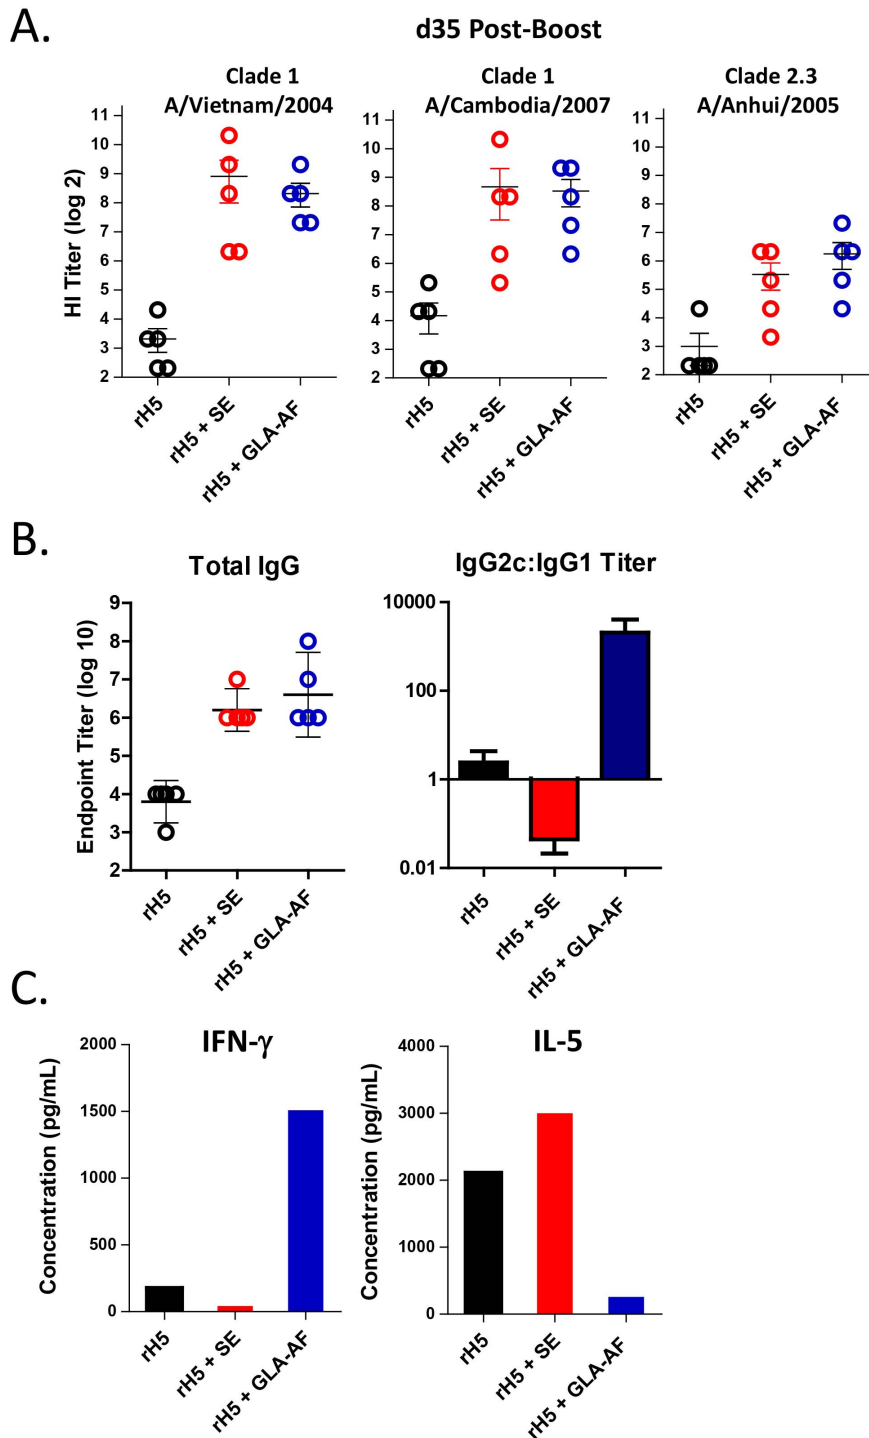 A.
d35 Post-Boost
Clade 1
A/Vietnam/2004
Clade 1
A/Cambodia/2007
Clade 2.3
A/Anhui/2005
HI Titer (log 2)
11
10
9
8
7
6
5
4
3
2
rH5
rH5 + SE
rH5 + GLA-AF
11
10
9
8
7
6
5
4
3
2
rH5
rH5 + SE
rH5 + GLA-AF
11
10
9
8
7
6
5
4
3
2
rH5
rH5 + SE
rH5 + GLA-AF
B.
Total IgG
Endpoint Titer (log 10)
9
8
7
6
5
4
3
2
rH5
rH5 + SE
rH5 + GLA-AF
IgG2c:IgG1 Titer
10000
100
1
0.01
rH5
rH5 + SE
rH5 + GLA-AF
C.
IFN-γ
Concentration (pg/mL)
2000
1500
1000
500
0
rH5
rH5 + SE
rH5 + GLA-AF
IL-5
Concentration (pg/mL)
4000
3000
2000
1000
0
rH5
rH5 + SE
rH5 + GLA-AF